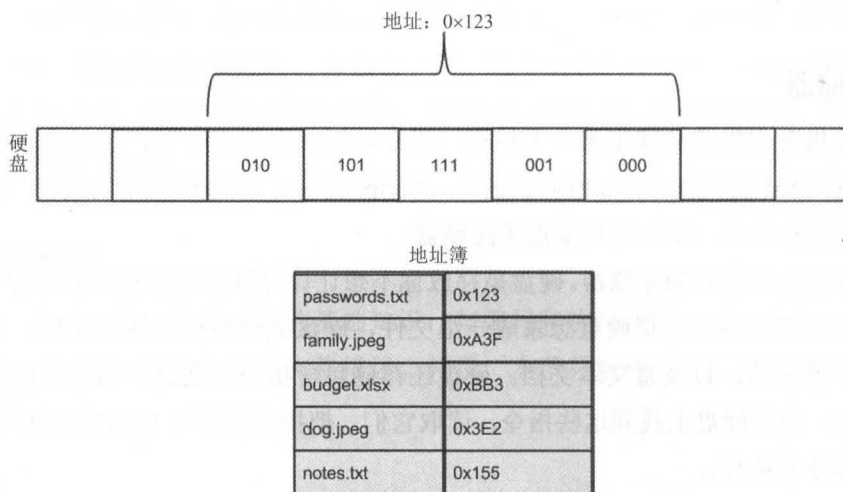 地址：0×123
硬盘
010 101 111 001 000
地址簿
passwords.txt 0x123
family.jpeg 0xA3F
budget.xlsx 0xBB3
dog.jpeg 0x3E2
notes.txt 0x155